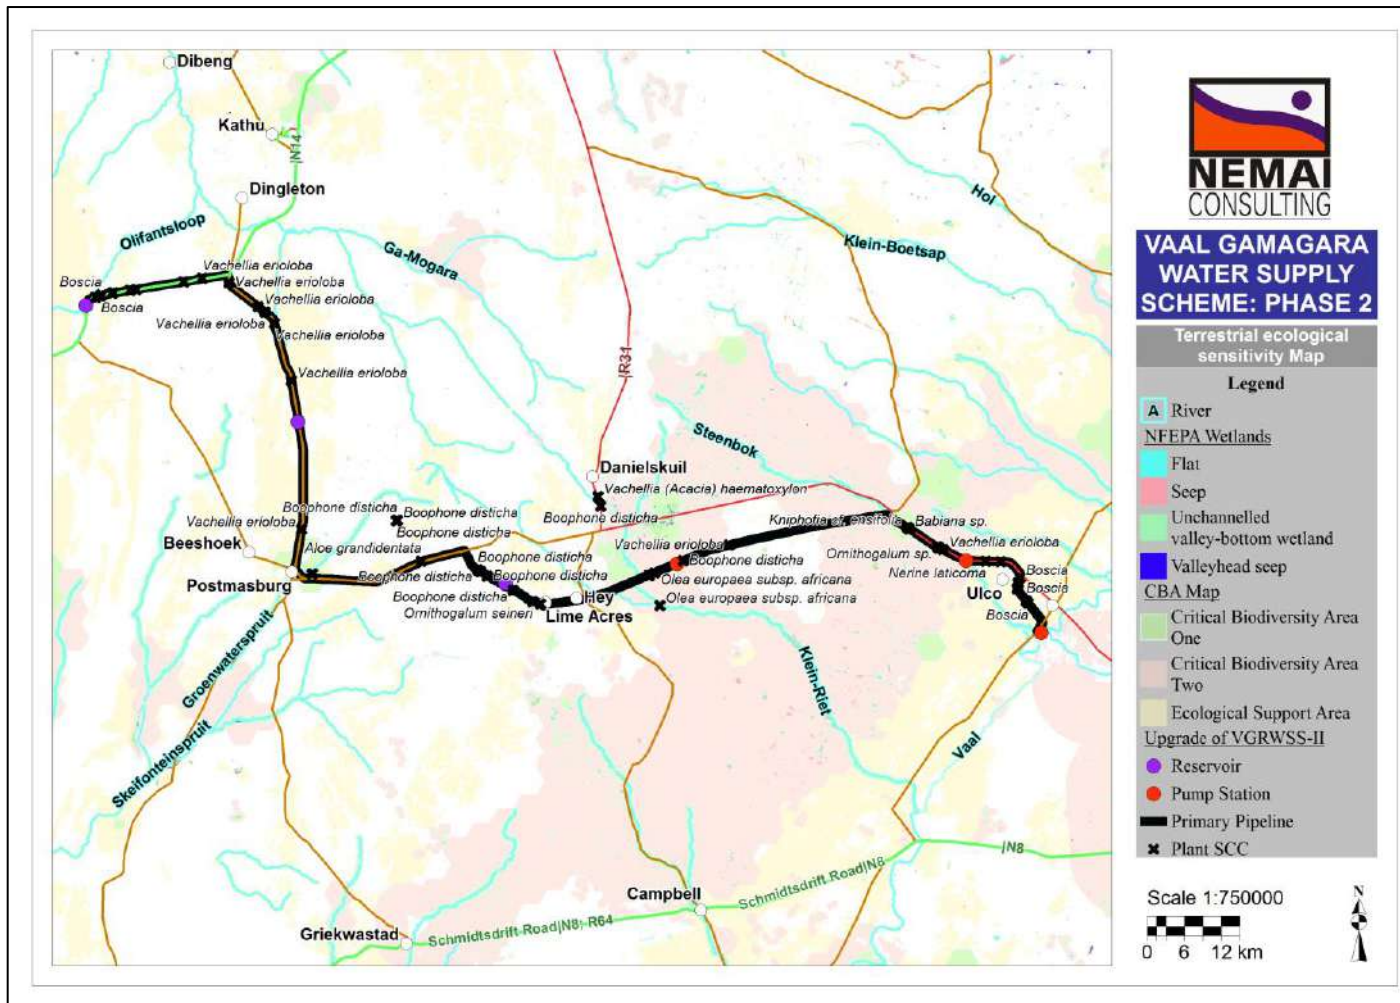 Dibeng
Kathu
|N14
Dingleton
Olifantsloop
Ga-Mogara
Hol
Klein-Boetsap
Vachellia erioloba
Boscia
Vachellia erioloba
Boscia
Vachellia erioloba
Vachellia erioloba
Vachellia erioloba
Vachellia erioloba
|R31
Steenbok
Danielskuil
Vachellia (Acacia) haematoxylon
Boophone disticha
Boophone disticha
Boophone disticha
Vachellia erioloba
Boophone disticha
Kniphofia cf. ensifolia
Babiana sp.
Beeshoek
Aloe grandidentata
Boophone disticha
Vachellia erioloba
Vachellia erioloba
Boophone disticha
Ornithogalum sp.
Postmasburg
Boophone disticha
Boophone disticha
Olea europaea subsp. africana
Nerine laticoma
Boscia
Boscia
Boophone disticha
Hey
Olea europaea subsp. africana
Ulco
Ornithogalum seineri
Lime Acres
Boscia
Groenwaterspruit
Klein-Riet
Skeifonteinspruit
Vaal
|N8
Campbell
Schmidtsdrift Road|N8
Griekwastad
Schmidtsdrift Road|N8; R64
NEMAI
CONSULTING
VAAL GAMAGARA
WATER SUPPLY
SCHEME: PHASE 2
Terrestrial ecological
sensitivity Map
Legend
A River
NFEPA Wetlands
Flat
Seep
Unchannelled
valley-bottom wetland
Valleyhead seep
CBA Map
Critical Biodiversity Area
One
Critical Biodiversity Area
Two
Ecological Support Area
Upgrade of VGRWSS-II
Reservoir
Pump Station
Primary Pipeline
Plant SCC
Scale 1:750000
0 6 12 km
N